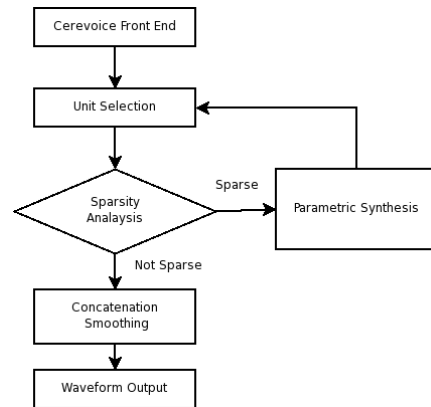 Cerevoice Front End
Unit Selection
Sparsity
Analaysis
Sparse
Parametric Synthesis
Not Sparse
Concatenation
Smoothing
Waveform Output